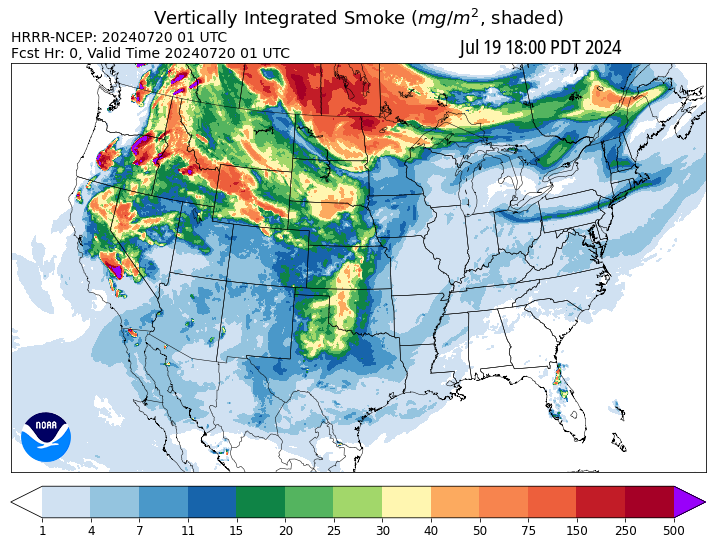 Vertically Integrated Smoke (mg/m², shaded)
HRRR-NCEP: 20240720 01 UTC
Fcst Hr: 0, Valid Time 20240720 01 UTC
Jul 19 18:00 PDT 2024
NOAA
1 4 7 11 15 20 25 30 40 50 75 150 250 500